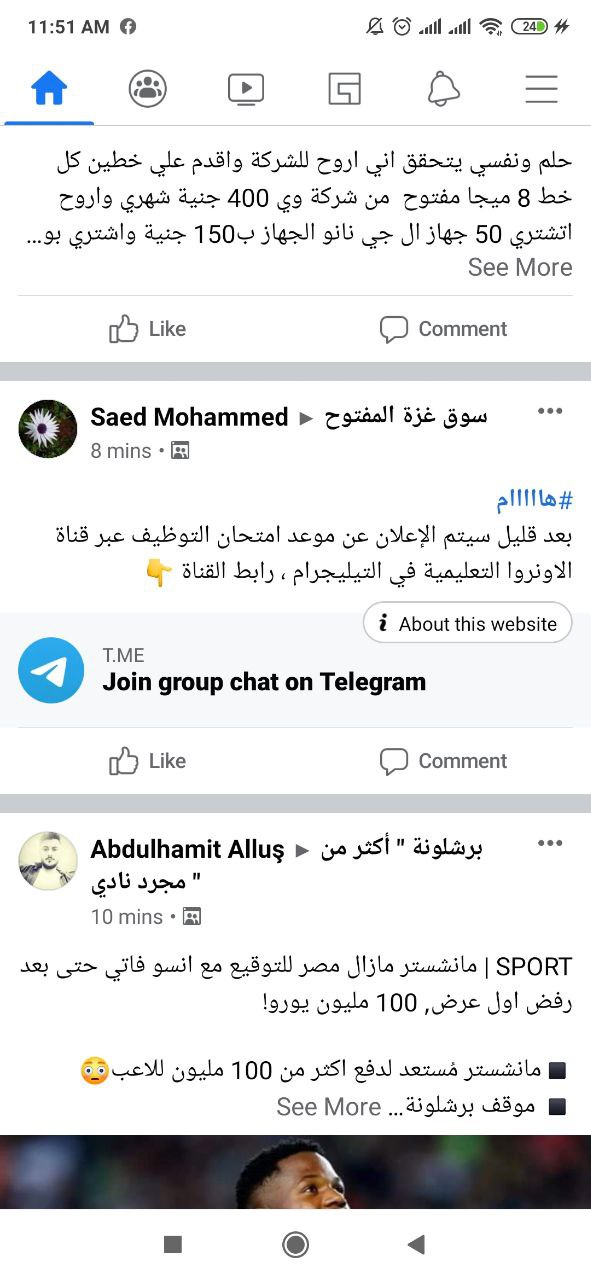 11:51 AM
24
حلم ونفسي يتحقق اني اروح للشركة واقدم علي خطين كل
خط 8 ميجا مفتوح من شركة وي 400 جنية شهري واروح
اتشتري 50 جهاز ال جي نانو الجهاز ب150 جنية واشتري بو...
See More
Like
Comment
Saed Mohammed ▸ سوق غزة المفتوح
8 mins •
#هاااااام
بعد قليل سيتم الإعلان عن موعد امتحان التوظيف عبر قناة
الاونروا التعليمية في التيليجرام ، رابط القناة 👇
About this website
T.ME
Join group chat on Telegram
Like
Comment
Abdulhamit Alluş ▸ برشلونة " أكثر من
مجرد نادي "
10 mins •
SPORT | مانشستر مازال مصر للتوقيع مع انسو فاتي حتى بعد
رفض اول عرض, 100 مليون يورو!
◼ مانشستر مُستعد لدفع اكثر من 100 مليون للاعب😳
◼ موقف برشلونة... See More